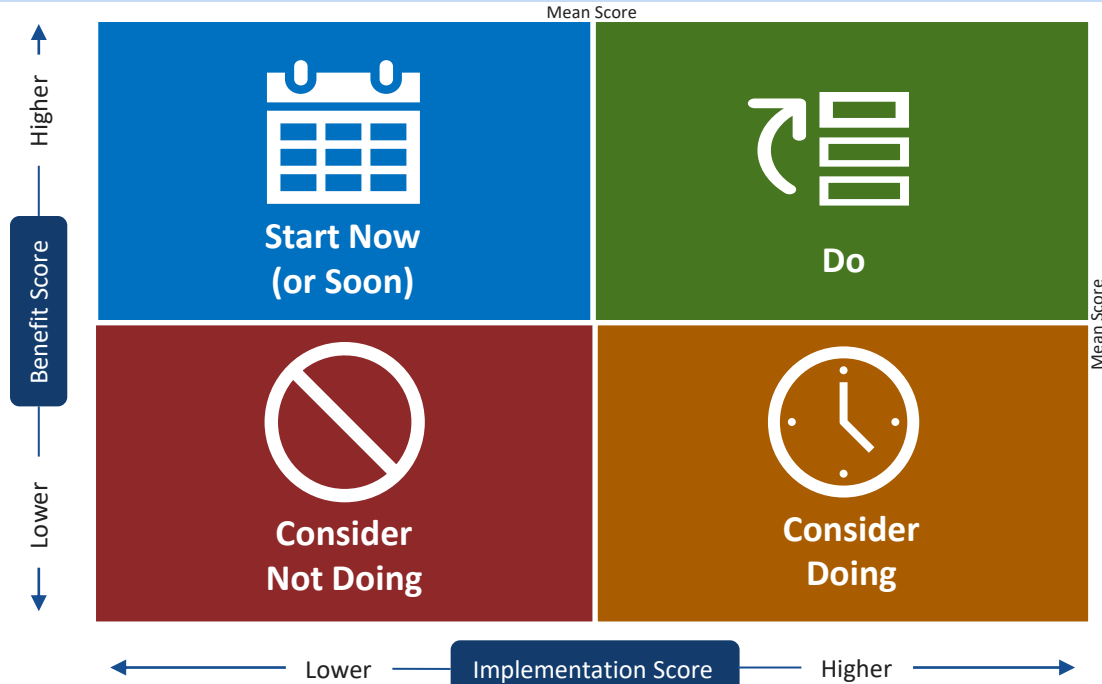 Mean Score
Higher
Benefit Score
Lower
Start Now
(or Soon)
Do
Mean Score
Consider
Not Doing
Consider
Doing
Lower
Implementation Score
Higher